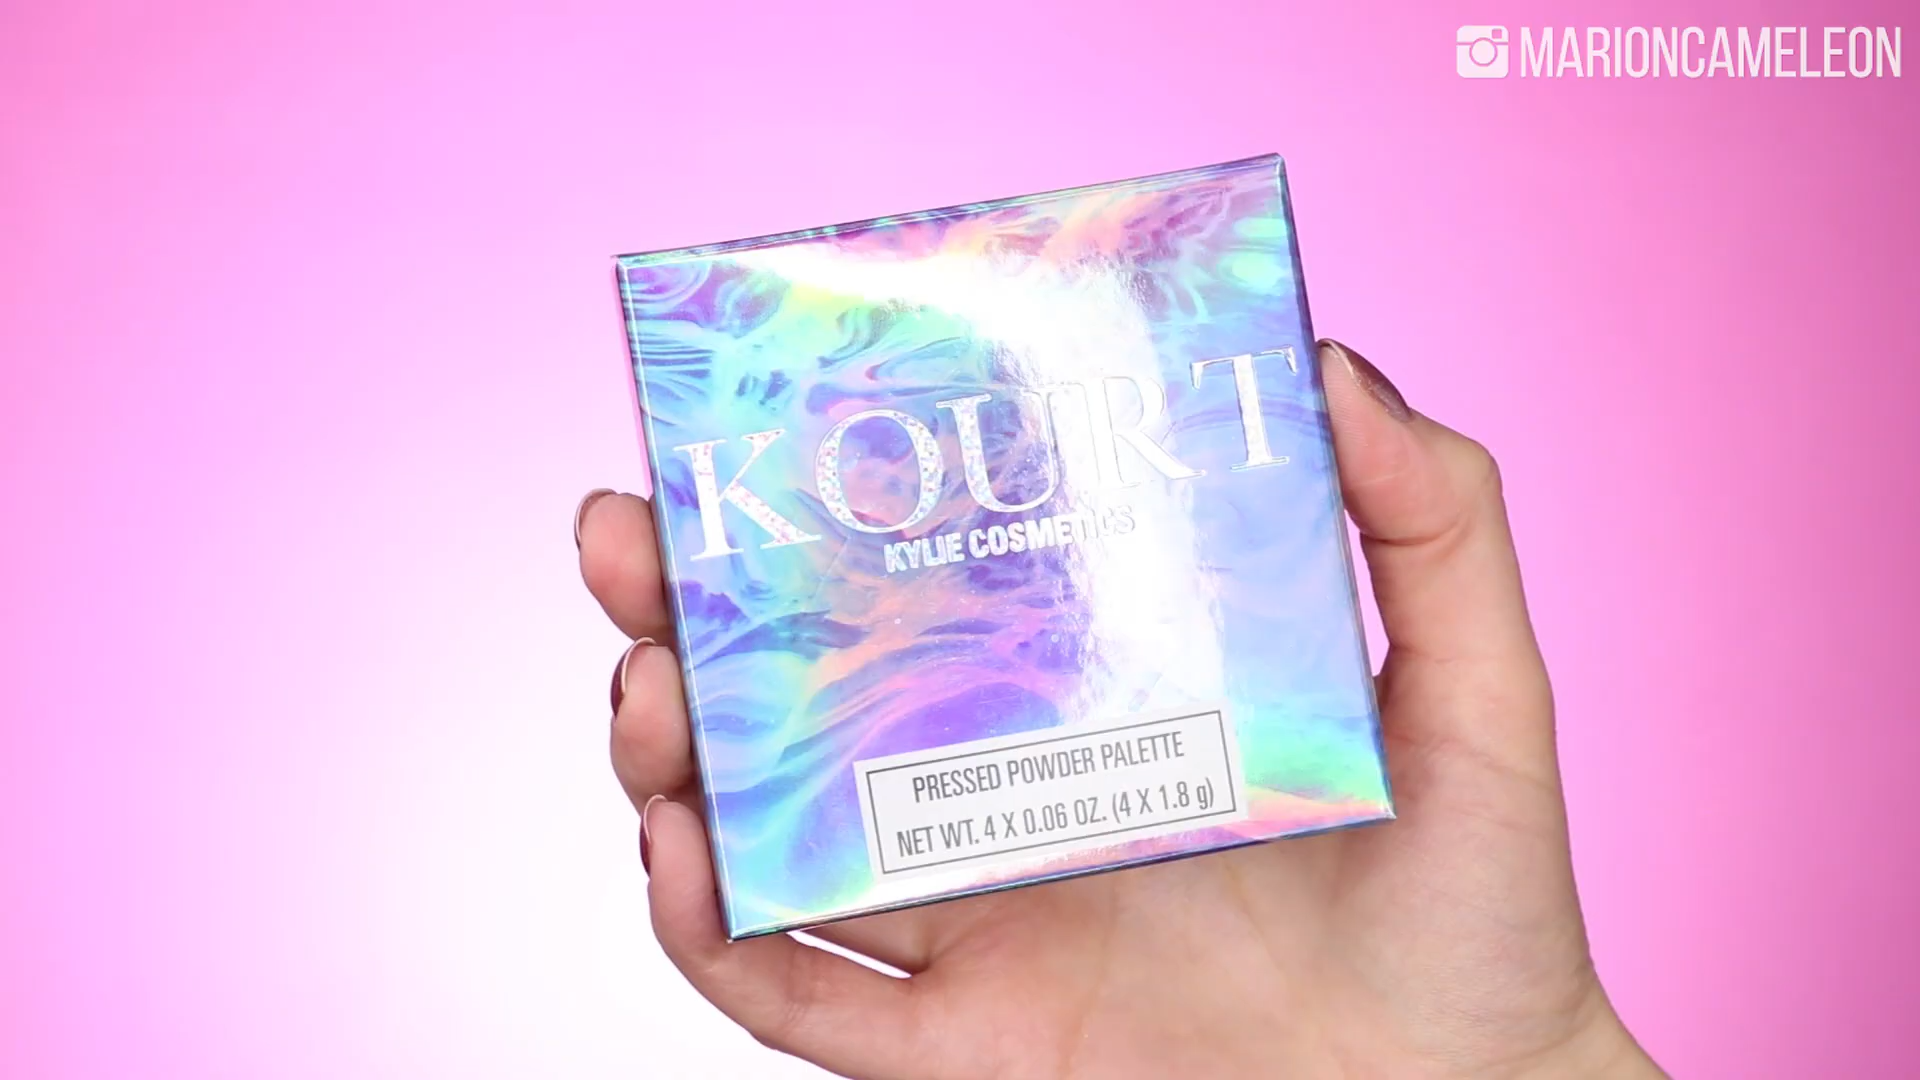 MARIONCAMELEON
KOURT
KYLIE COSMETICS
PRESSED POWDER PALETTE
NET WT. 4 X 0.06 OZ. (4 X 1.8 g)